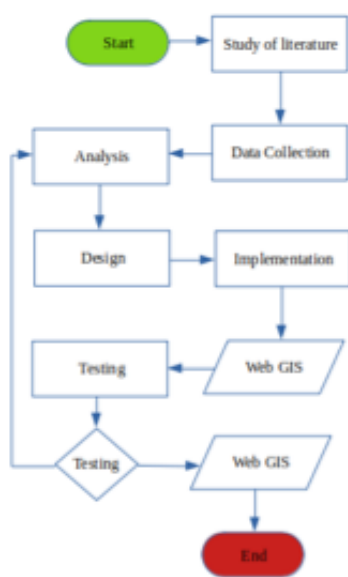 Start
Study of literature
Data Collection
Analysis
Design
Implementation
Web GIS
Testing
Testing
Web GIS
End